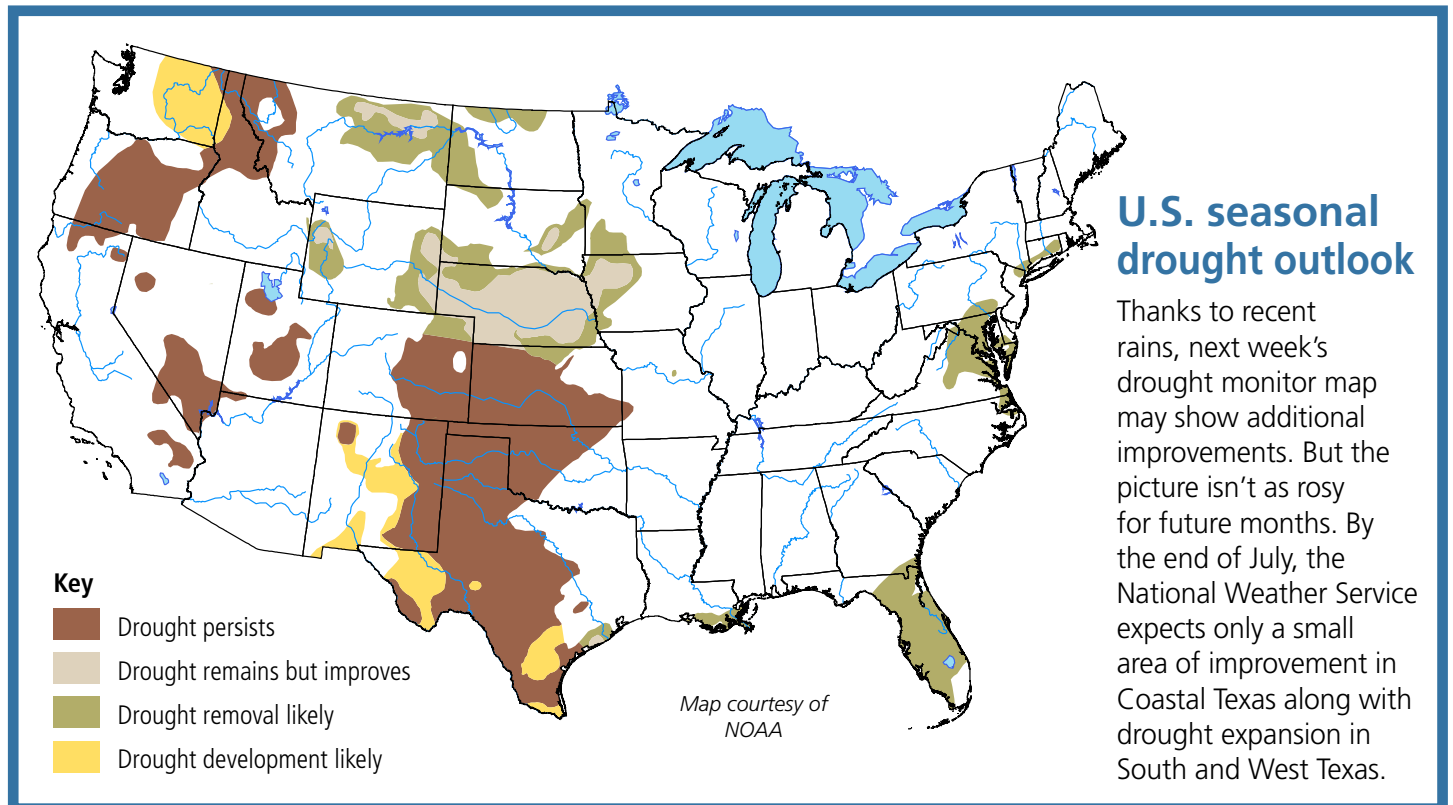 U.S. seasonal
drought outlook
Thanks to recent
rains, next week’s
drought monitor map
may show additional
improvements. But the
picture isn’t as rosy
for future months. By
the end of July, the
National Weather Service
expects only a small
area of improvement in
Coastal Texas along with
drought expansion in
South and West Texas.
Key
Drought persists
Drought remains but improves
Drought removal likely
Drought development likely
Map courtesy of
NOAA